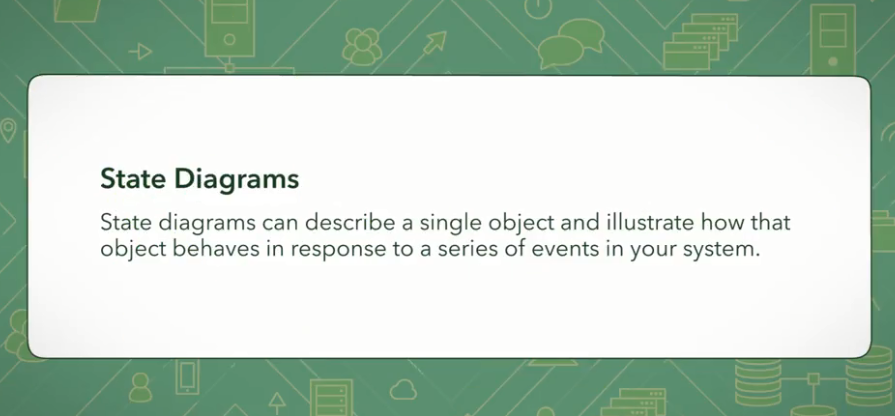 State Diagrams
State diagrams can describe a single object and illustrate how that
object behaves in response to a series of events in your system.